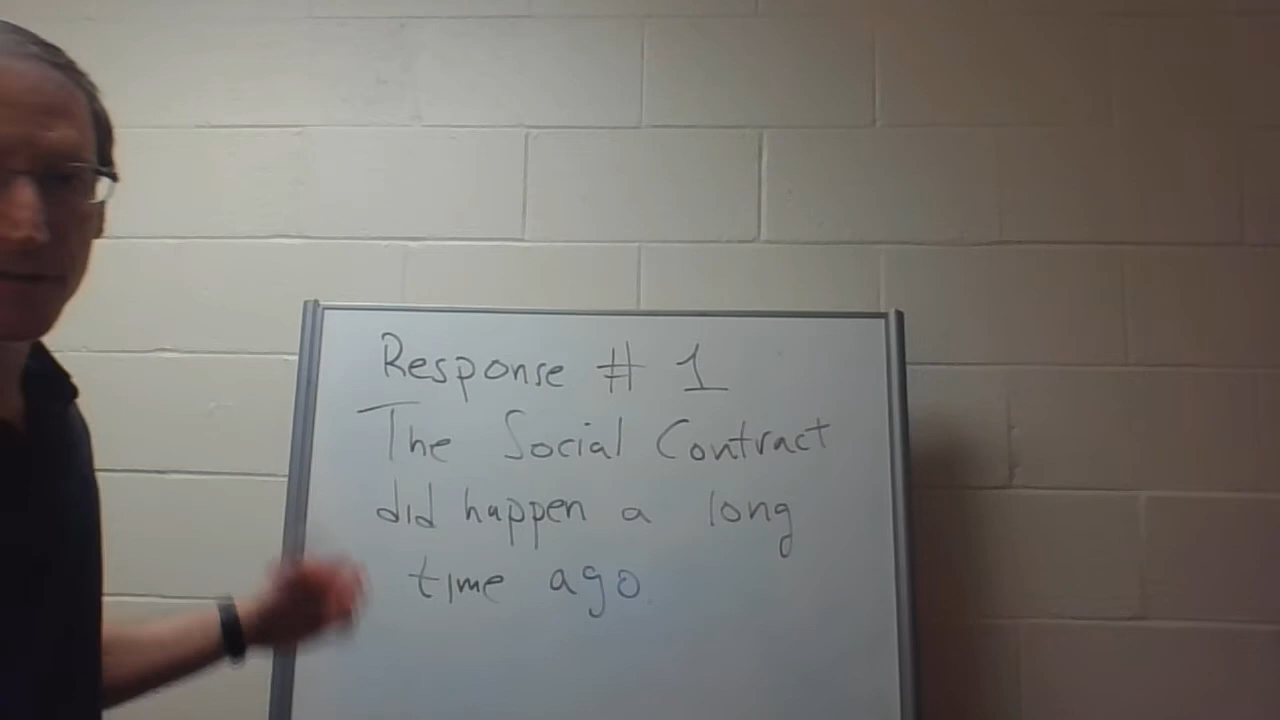 Response # 1
The Social Contract
did happen a long
time ago.